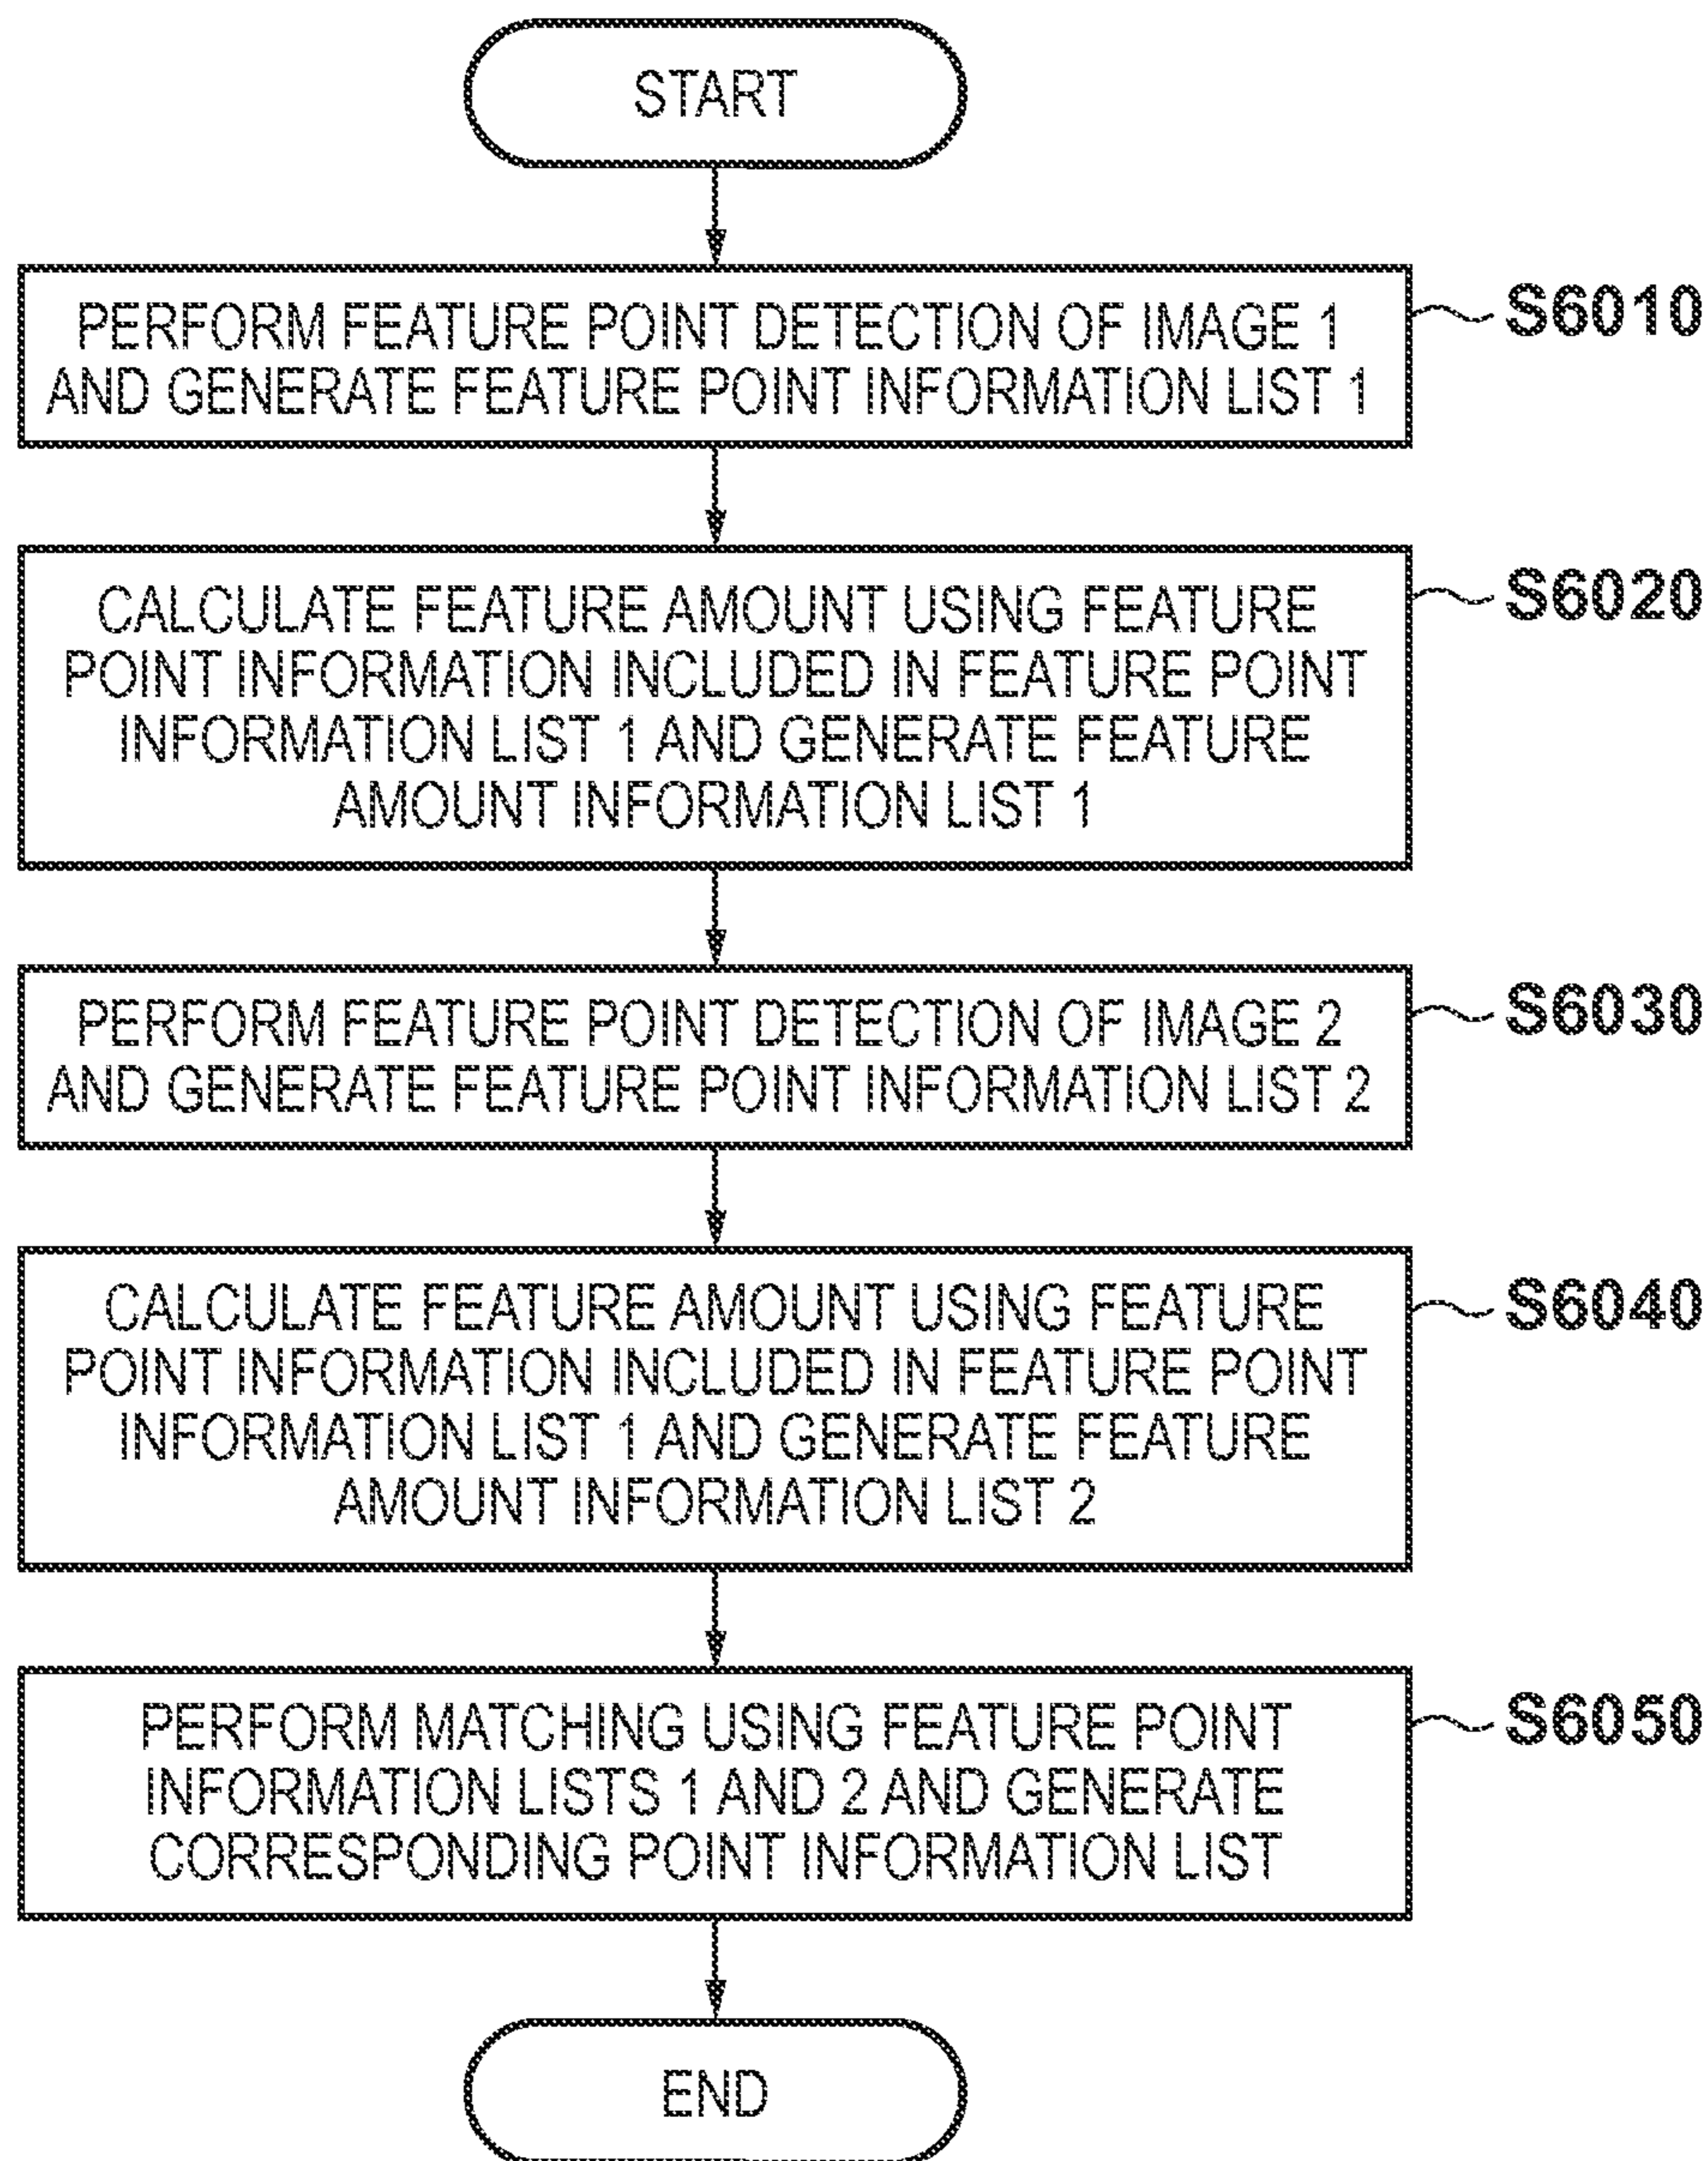 START
PERFORM FEATURE POINT DETECTION OF IMAGE 1
AND GENERATE FEATURE POINT INFORMATION LIST 1
S6010
CALCULATE FEATURE AMOUNT USING FEATURE
POINT INFORMATION INCLUDED IN FEATURE POINT
INFORMATION LIST 1 AND GENERATE FEATURE
AMOUNT INFORMATION LIST 1
S6020
PERFORM FEATURE POINT DETECTION OF IMAGE 2
AND GENERATE FEATURE POINT INFORMATION LIST 2
S6030
CALCULATE FEATURE AMOUNT USING FEATURE
POINT INFORMATION INCLUDED IN FEATURE POINT
INFORMATION LIST 1 AND GENERATE FEATURE
AMOUNT INFORMATION LIST 2
S6040
PERFORM MATCHING USING FEATURE POINT
INFORMATION LISTS 1 AND 2 AND GENERATE
CORRESPONDING POINT INFORMATION LIST
S6050
END